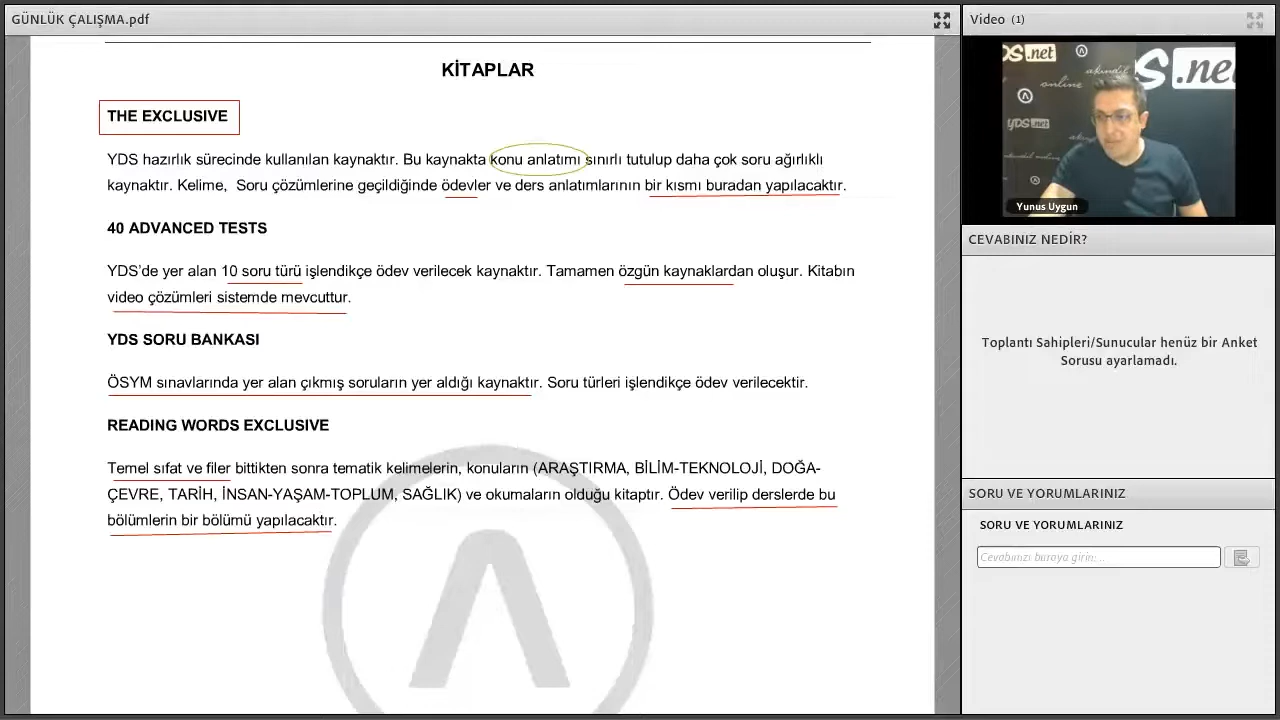 GÜNLÜK ÇALIŞMA.pdf
KİTAPLAR
THE EXCLUSIVE
YDS hazırlık sürecinde kullanılan kaynaktır. Bu kaynakta konu anlatımı sınırlı tutulup daha çok soru ağırlıklı
kaynaktır. Kelime, Soru çözümlerine geçildiğinde ödevler ve ders anlatımlarının bir kısmı buradan yapılacaktır.
40 ADVANCED TESTS
YDS'de yer alan 10 soru türü işlendikçe ödev verilecek kaynaktır. Tamamen özgün kaynaklardan oluşur. Kitabın
video çözümleri sistemde mevcuttur.
YDS SORU BANKASI
ÖSYM sınavlarında yer alan çıkmış soruların yer aldığı kaynaktır. Soru türleri işlendikçe ödev verilecektir.
READING WORDS EXCLUSIVE
Temel sıfat ve filer bittikten sonra tematik kelimelerin, konuların (ARAŞTIRMA, BİLİM-TEKNOLOJİ, DOĞA-
ÇEVRE, TARİH, İNSAN-YAŞAM-TOPLUM, SAĞLIK) ve okumaların olduğu kitaptır. Ödev verilip derslerde bu
bölümlerin bir bölümü yapılacaktır.
Video (1)
YDS.net
akındil
online
S.ne
YDS.net
Yunus Uygun
CEVABINIZ NEDİR?
Toplantı Sahipleri/Sunucular henüz bir Anket
Sorusu ayarlamadı.
SORU VE YORUMLARINIZ
SORU VE YORUMLARINIZ
Cevabınızı buraya girin; ..